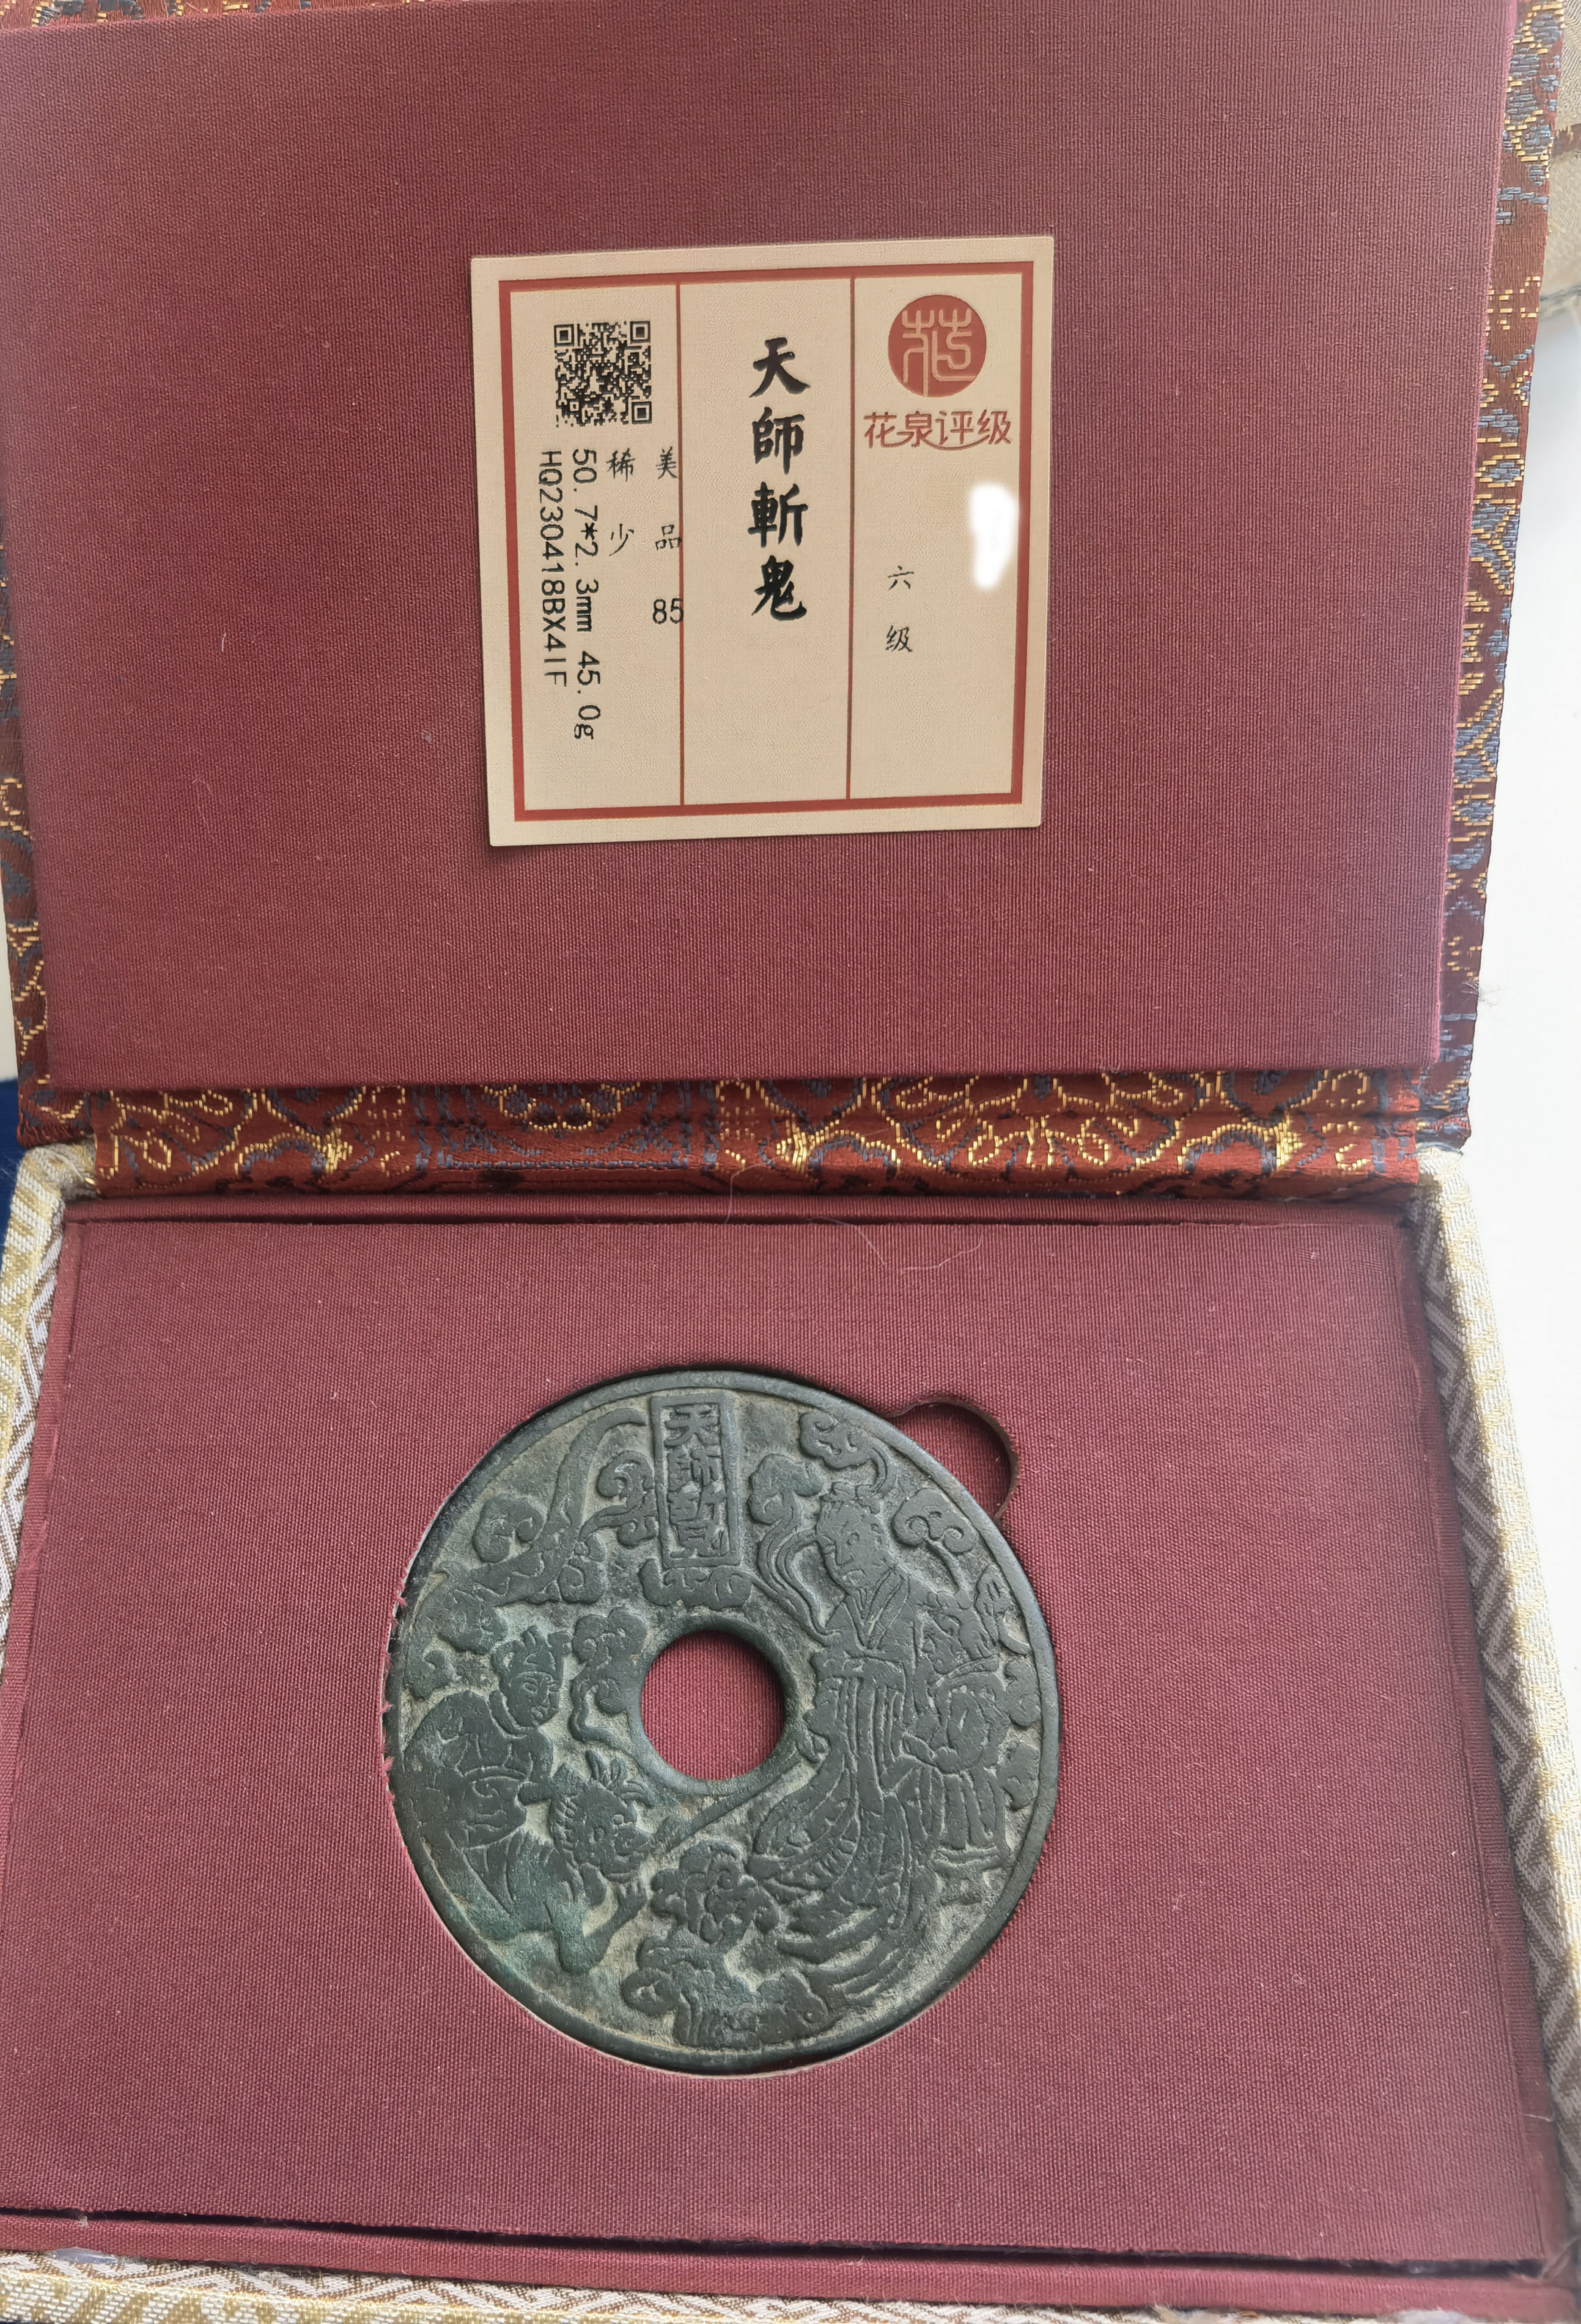 花泉评级
六级
天師斬鬼
美品 85
稀少
50.7*2.3mm 45.0g
HQ230418BX4IF
天師斬鬼